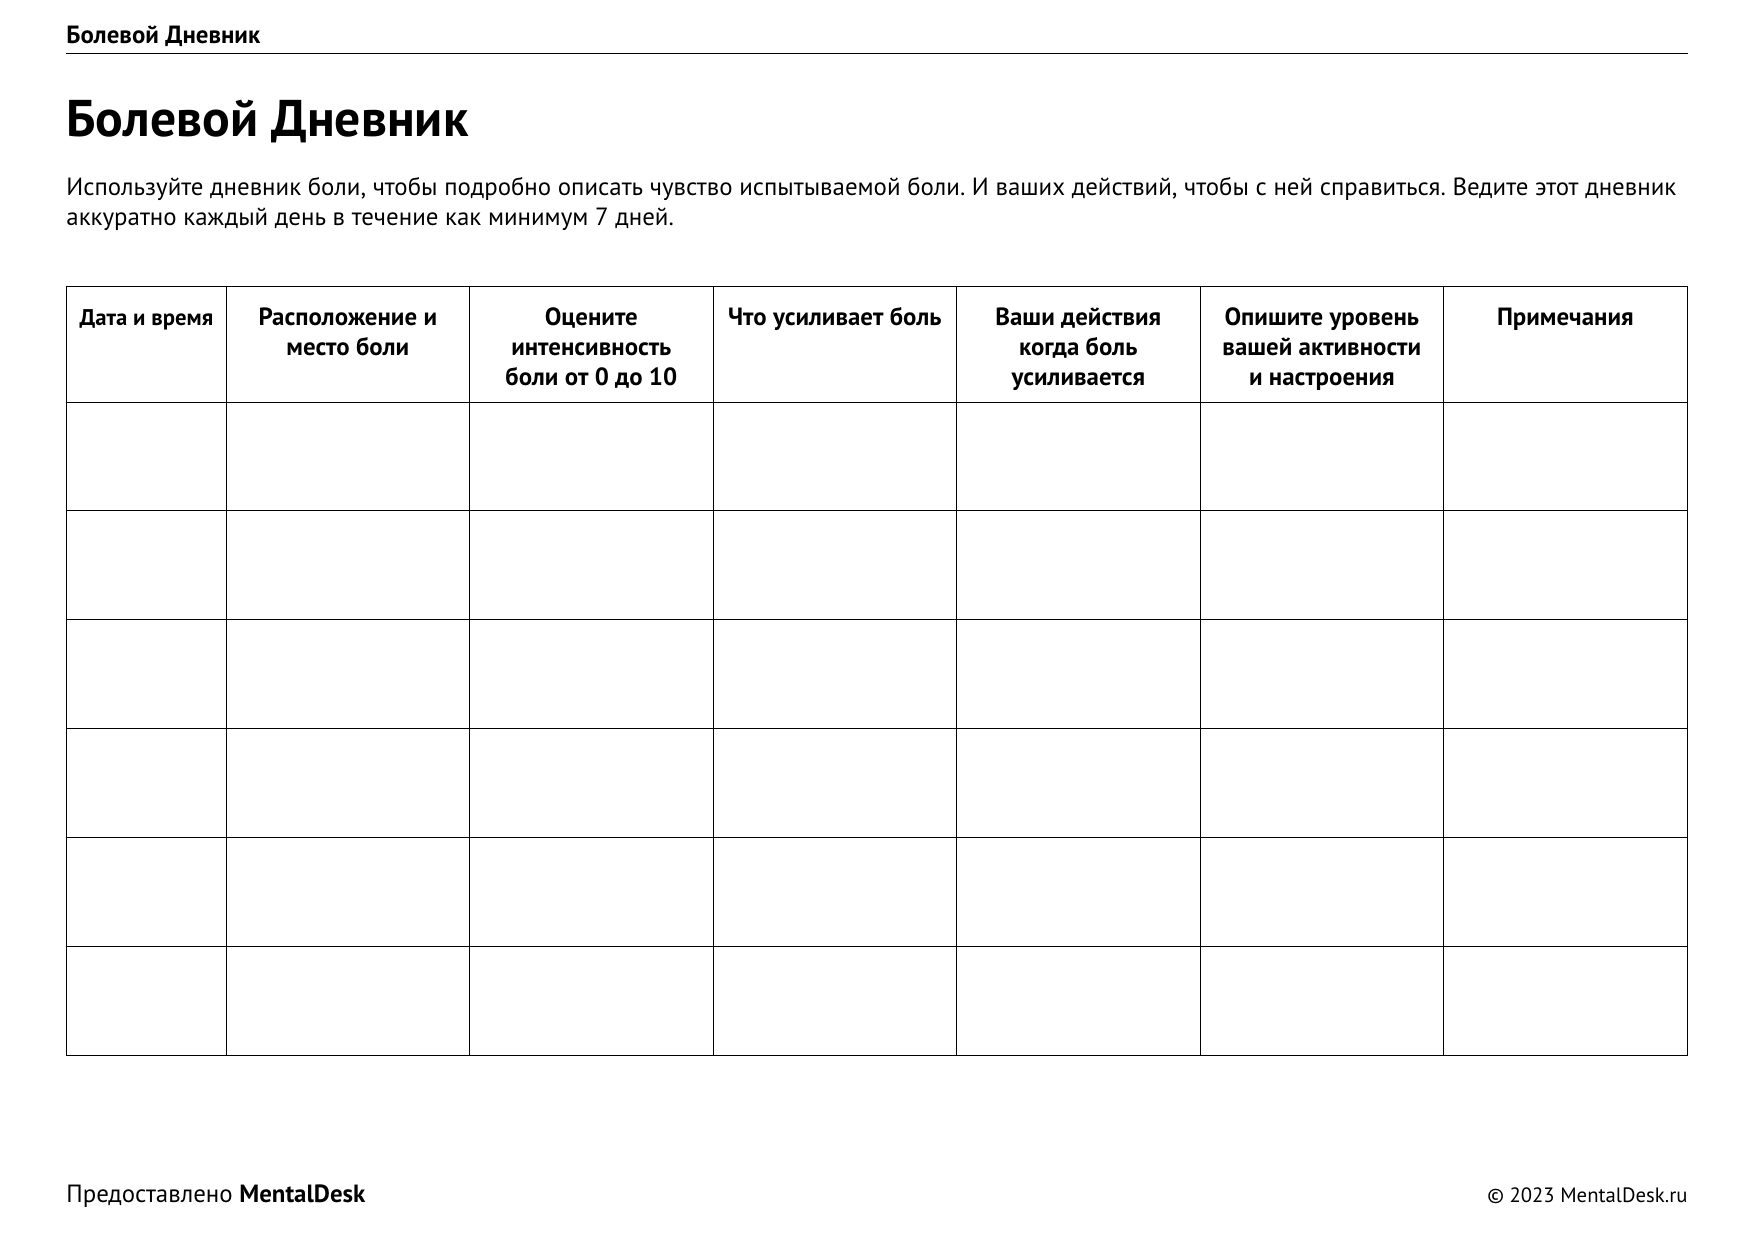 Болевой Дневник
Болевой Дневник
Используйте дневник боли, чтобы подробно описать чувство испытываемой боли. И ваших действий, чтобы с ней справиться. Ведите этот дневник
аккуратно каждый день в течение как минимум 7 дней.
Дата и время
Расположение и
место боли
Оцените
интенсивность
боли от 0 до 10
Что усиливает боль
Ваши действия
когда боль
усиливается
Опишите уровень
вашей активности
и настроения
Примечания
Предоставлено MentalDesk
© 2023 MentalDesk.ru